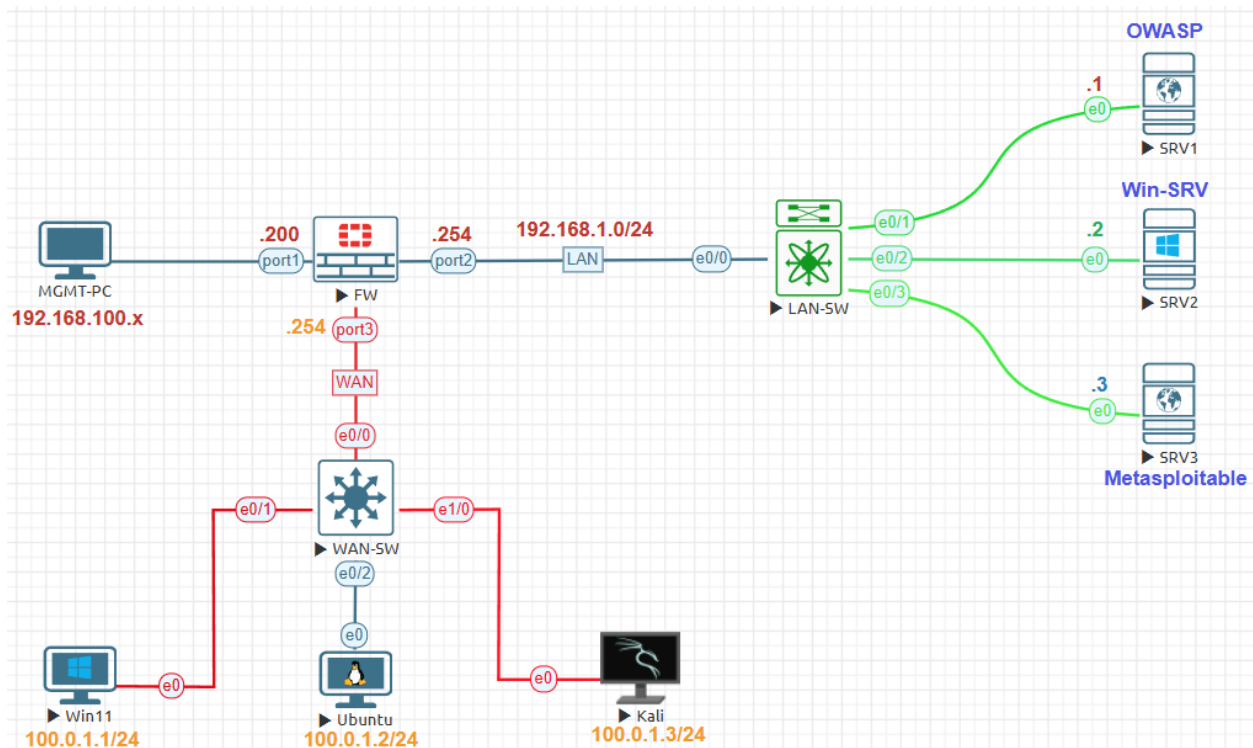 OWASP
.1
e0
SRV1
Win-SRV
.200
.254
192.168.1.0/24
e0/1
.2
port1
port2
LAN
e0/0
e0/2
e0
MGMT-PC
FW
e0/3
SRV2
192.168.100.x
LAN-SW
.254
port3
WAN
.3
e0
e0/0
SRV3
Metasploitable
e0/1
e1/0
WAN-SW
e0/2
e0
e0
e0
Win11
Ubuntu
Kali
100.0.1.1/24
100.0.1.2/24
100.0.1.3/24